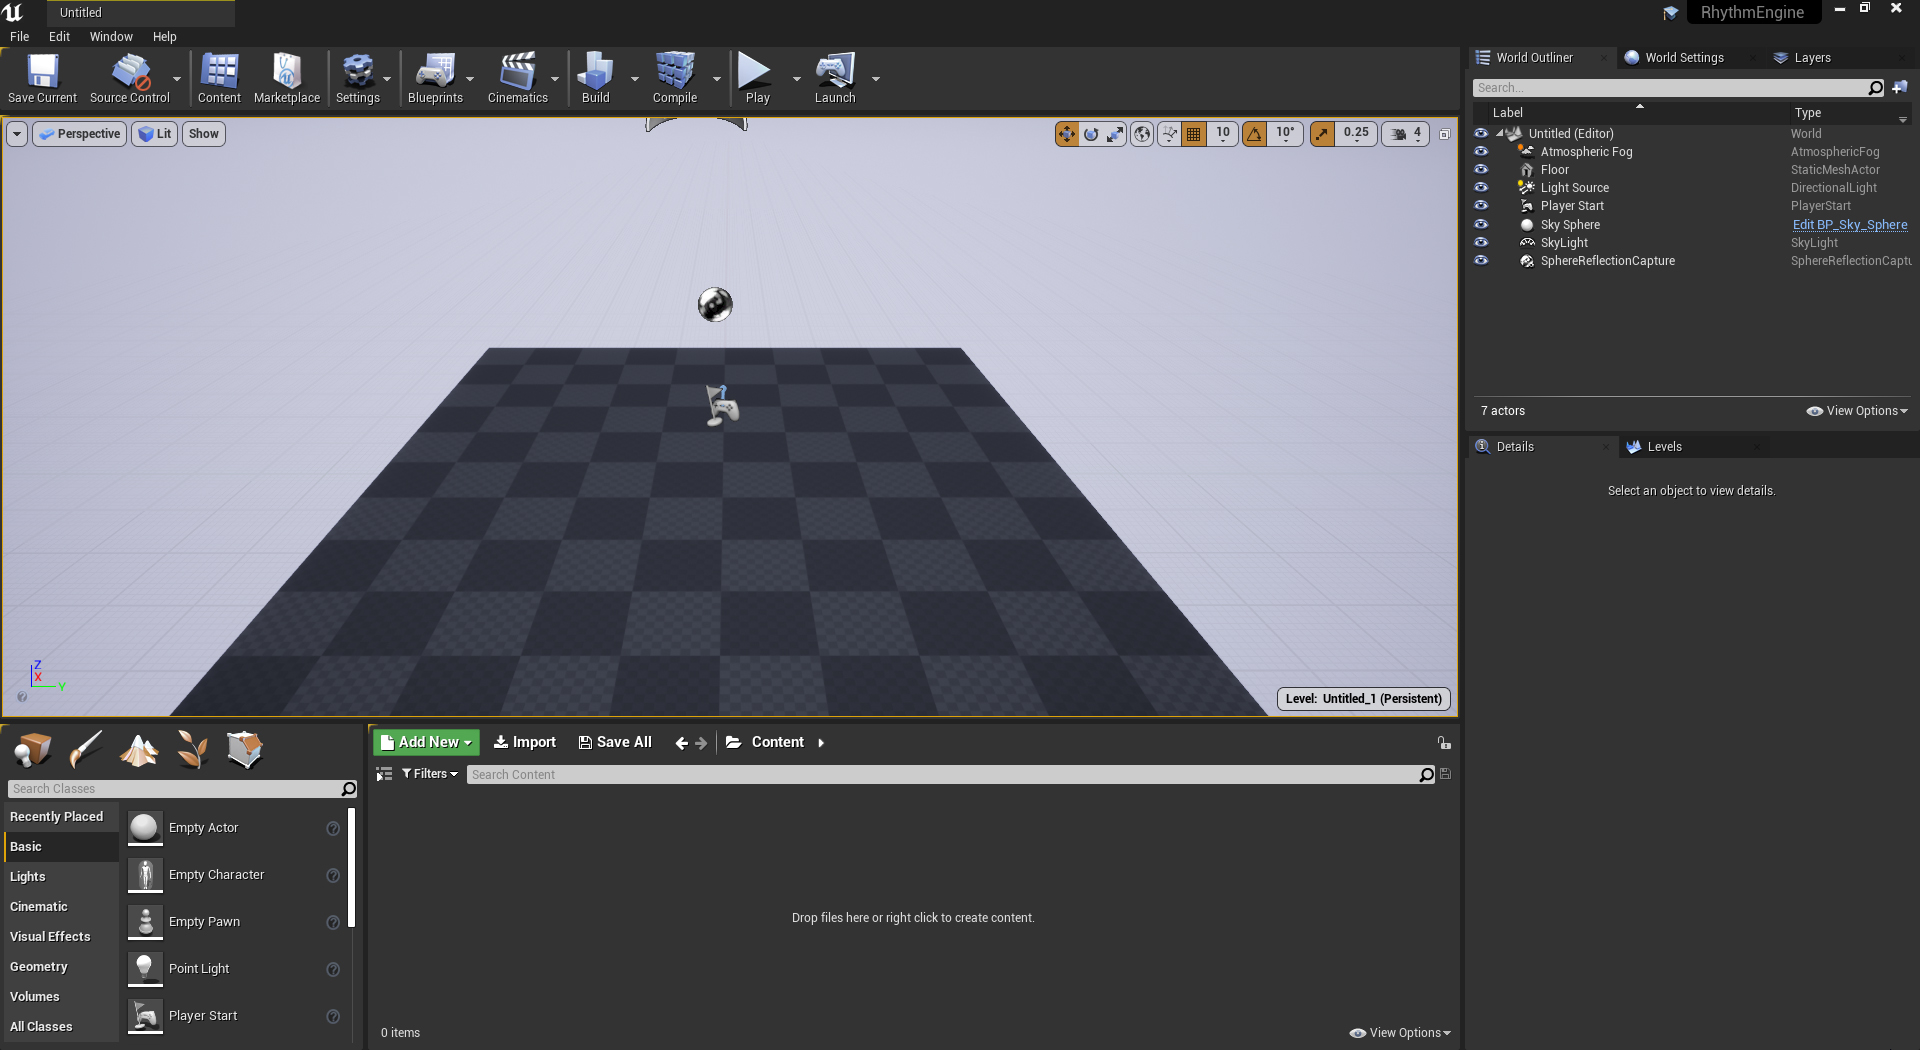 Untitled
RhythmEngine
File Edit Window Help
Save Current Source Control Content Marketplace Settings Blueprints Cinematics Build Compile Play Launch
Perspective Lit Show
10 10° 0.25 4
Z
X
Y
Level: Untitled_1 (Persistent)
World Outliner World Settings Layers
Search...
Label Type
Untitled (Editor) World
Atmospheric Fog AtmosphericFog
Floor StaticMeshActor
Light Source DirectionalLight
Player Start PlayerStart
Sky Sphere Edit BP_Sky_Sphere
SkyLight SkyLight
SphereReflectionCapture SphereReflectionCaptu
7 actors View Options
Details Levels
Select an object to view details.
Search Classes
Recently Placed
Basic
Lights
Cinematic
Visual Effects
Geometry
Volumes
All Classes
Empty Actor
Empty Character
Empty Pawn
Point Light
Player Start
Add New Import Save All Content
Filters Search Content
Drop files here or right click to create content.
0 items View Options